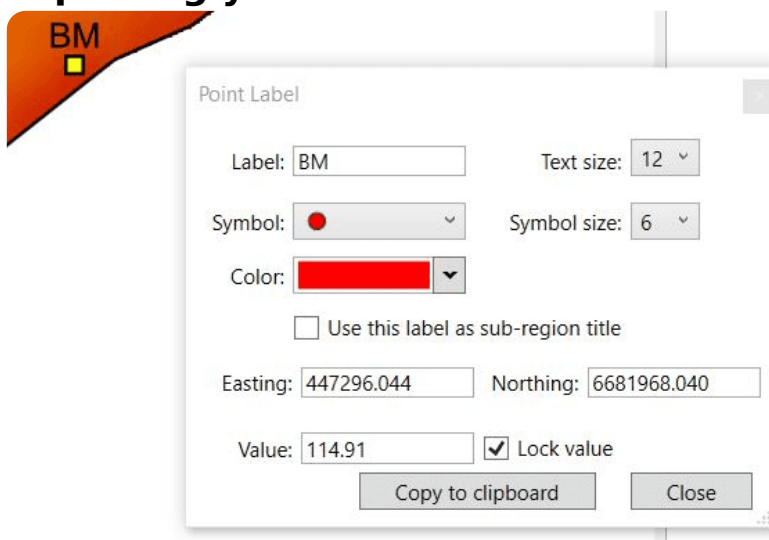 BM
Point Label
Label: BM Text size: 12
Symbol: Symbol size: 6
Color:
Use this label as sub-region title
Easting: 447296.044 Northing: 6681968.040
Value: 114.91 Lock value
Copy to clipboard Close